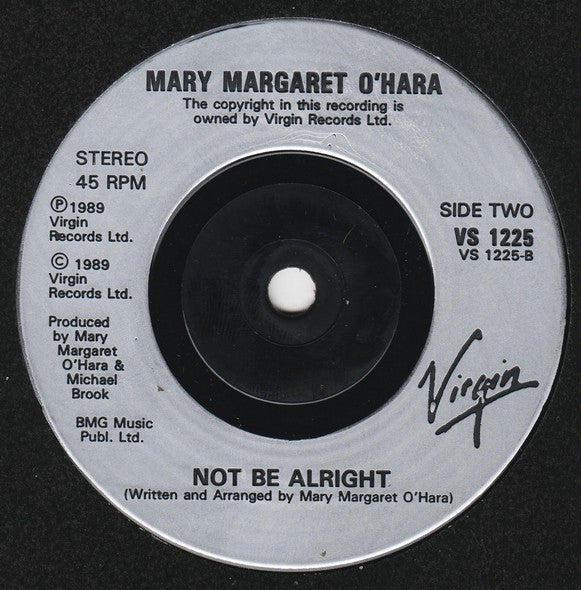 MARY MARGARET O'HARA
The copyright in this recording is
owned by Virgin Records Ltd.
STEREO
45 RPM
Ⓟ1989
Virgin
Records Ltd.
© 1989
Virgin
Records Ltd.
Produced
by Mary
Margaret
O'Hara &
Michael
Brook
BMG Music
Publ. Ltd.
SIDE TWO
VS 1225
VS 1225-B
Virgin
NOT BE ALRIGHT
(Written and Arranged by Mary Margaret O'Hara)